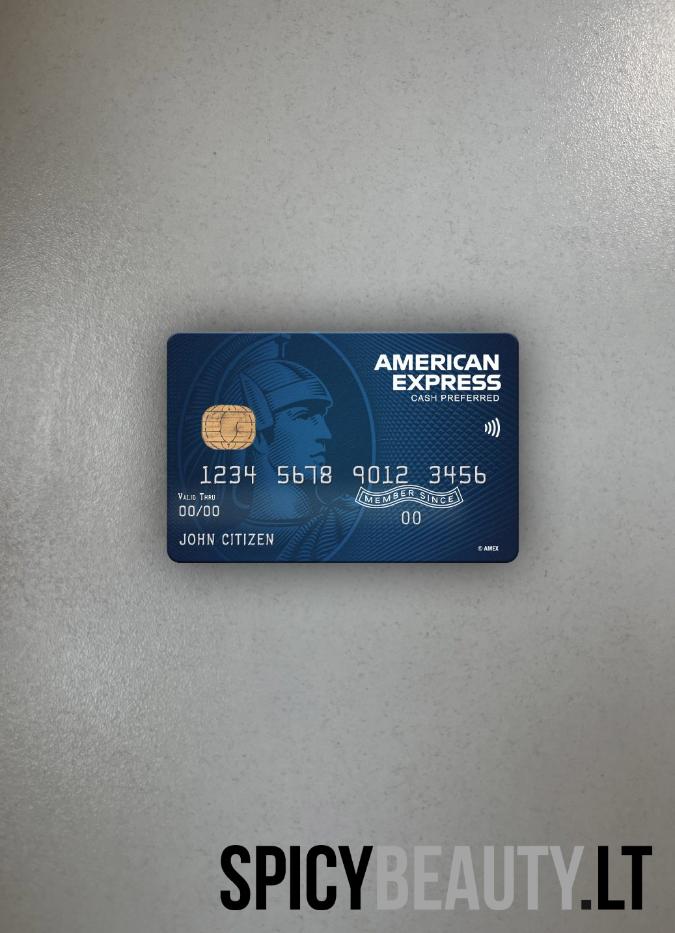 AMERICAN
EXPRESS
CASH PREFERRED
1234 5678 9012 3456
MEMBER SINCE
VALID THRU
00/00
00
JOHN CITIZEN
© AMEX
SPICYBEAUTY.LT